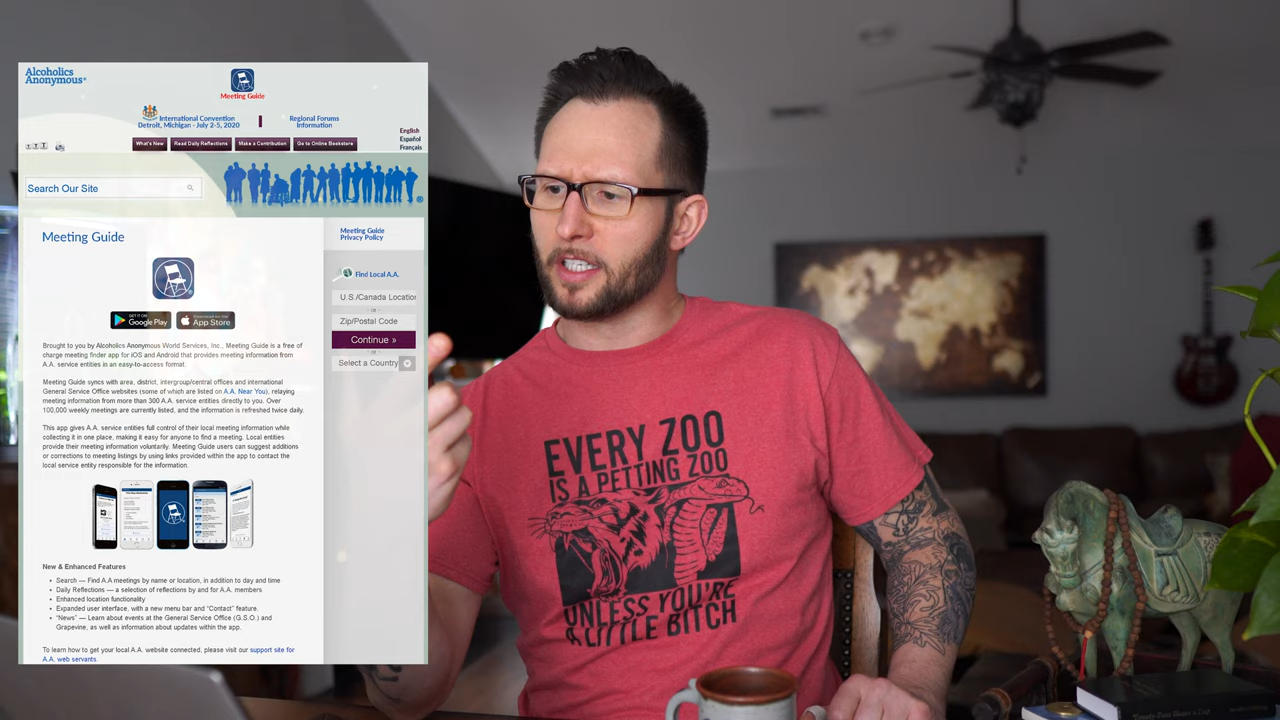 Alcoholics
Anonymous®
Meeting Guide
International Convention
Detroit, Michigan - July 2-5, 2020
Regional Forums
Information
English
Español
Français
T T T
What's New
Read Daily Reflections
Make a Contribution
Go to Online Bookstore
Search Our Site
Meeting Guide
Meeting Guide
Privacy Policy
Find Local A.A.
U.S./Canada Location
- or -
Zip/Postal Code
Continue »
- or -
Select a Country
GET IT ON
Google Play
Download on the
App Store
Brought to you by Alcoholics Anonymous World Services, Inc., Meeting Guide is a free of
charge meeting finder app for iOS and Android that provides meeting information from
A.A. service entities in an easy-to-access format.
Meeting Guide syncs with area, district, intergroup/central offices and international
General Service Office websites (some of which are listed on A.A. Near You), relaying
meeting information from more than 300 A.A. service entities directly to you. Over
100,000 weekly meetings are currently listed, and the information is refreshed twice daily.
This app gives A.A. service entities full control of their local meeting information while
collecting it in one place, making it easy for anyone to find a meeting. Local entities
provide their meeting information voluntarily. Meeting Guide users can suggest additions
or corrections to meeting listings by using links provided within the app to contact the
local service entity responsible for the information.
New & Enhanced Features
• Search — Find A.A meetings by name or location, in addition to day and time
• Daily Reflections — a selection of reflections by and for A.A. members
• Enhanced location functionality
• Expanded user interface, with a new menu bar and "Contact" feature.
• "News" — Learn about events at the General Service Office (G.S.O.) and
Grapevine, as well as information about updates within the app.
To learn how to get your local A.A. website connected, please visit our support site for
A.A. web servants.
EVERY ZOO
IS A PETTING ZOO
UNLESS YOU'RE
A LITTLE BITCH